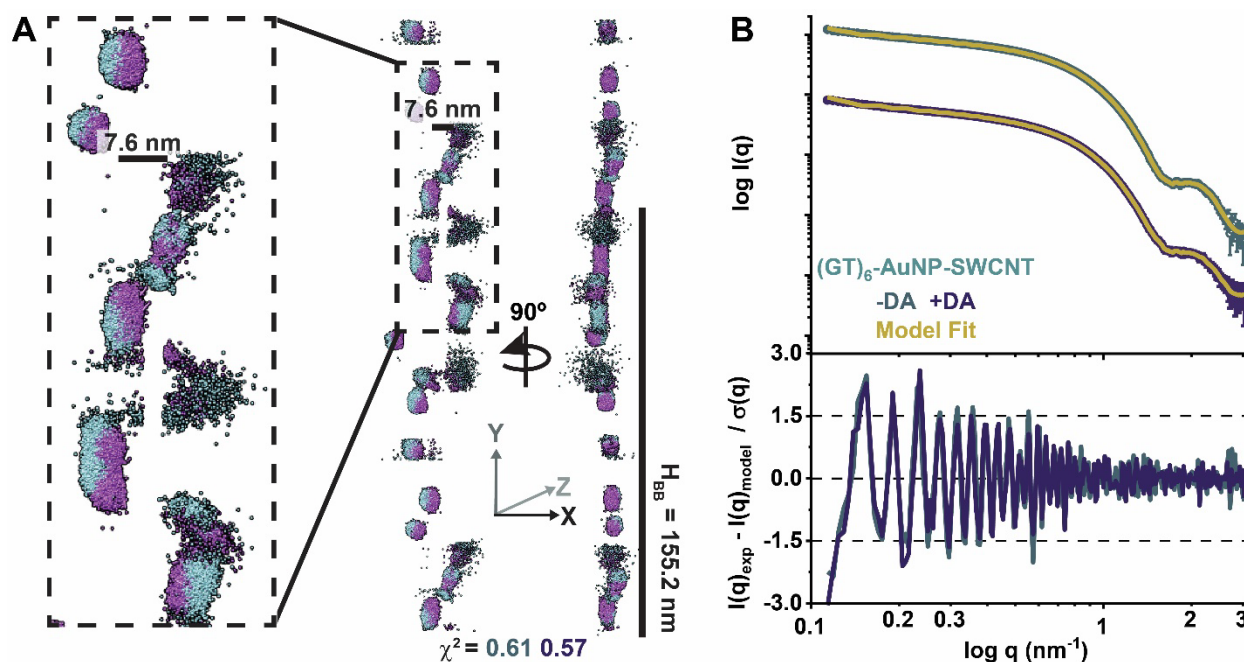 A
7.6 nm
7.6 nm
90º
Y
Z
X
H_BB = 155.2 nm
χ² = 0.61 0.57
B
log I(q)
(GT)₆-AuNP-SWCNT
-DA +DA
Model Fit
I(q)exp - I(q)model / σ(q)
3.0
1.5
0.0
-1.5
-3.0
0.1
0.2
0.3
1
3
log q (nm⁻¹)